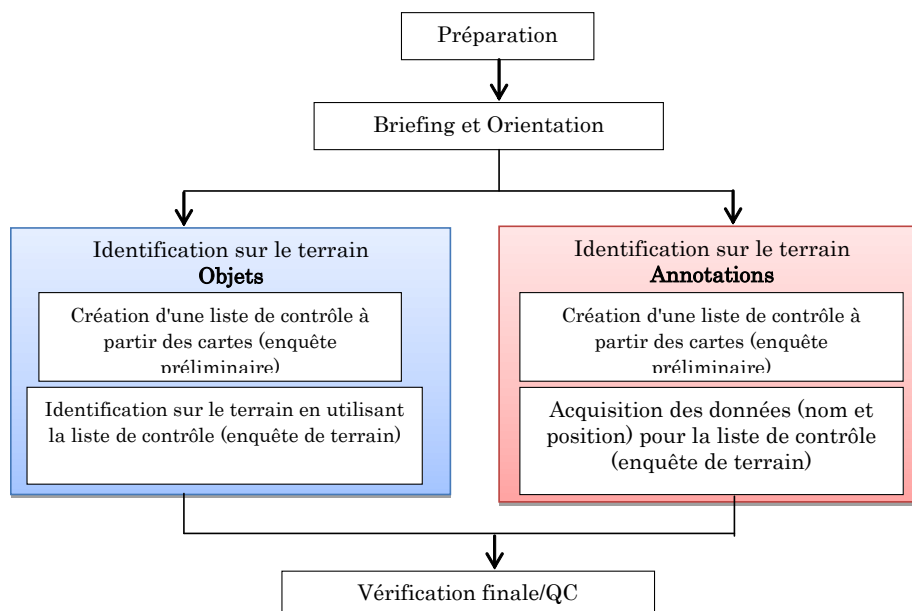 Préparation
Briefing et Orientation
Identification sur le terrain
Objets
Création d'une liste de contrôle à
partir des cartes (enquête
préliminaire)
Identification sur le terrain en utilisant
la liste de contrôle (enquête de terrain)
Identification sur le terrain
Annotations
Création d'une liste de contrôle à
partir des cartes (enquête
préliminaire)
Acquisition des données (nom et
position) pour la liste de contrôle
(enquête de terrain)
Vérification finale/QC